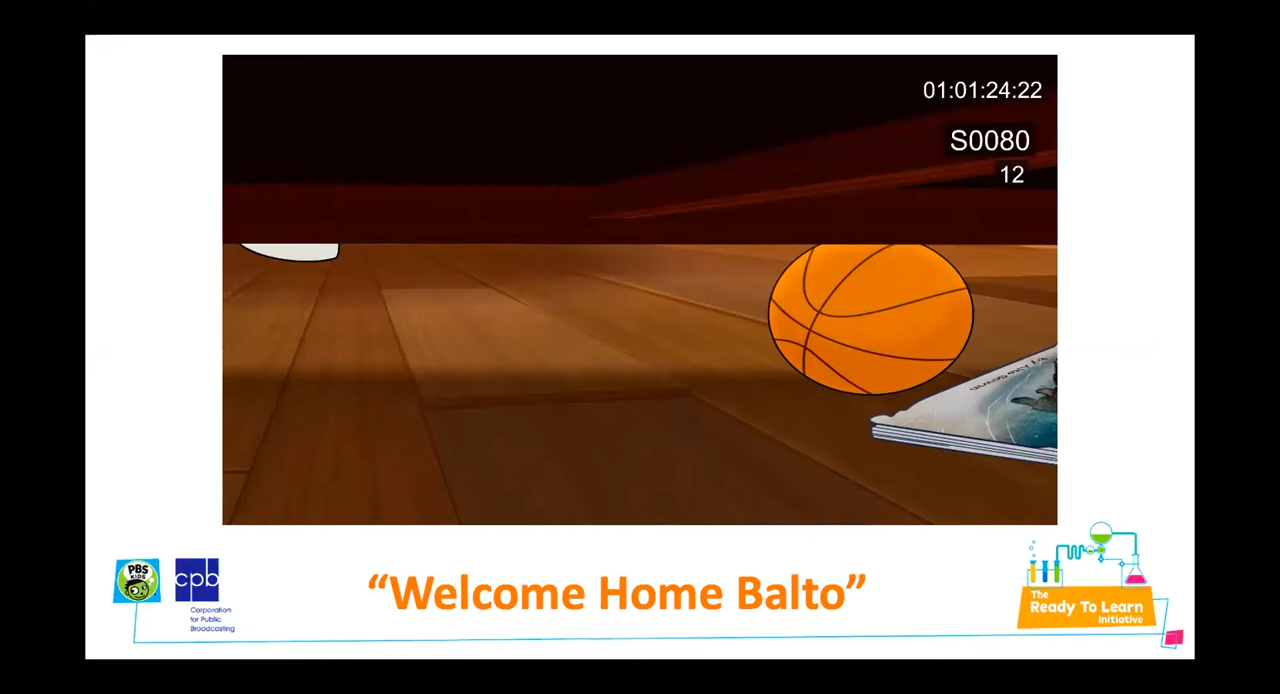 01:01:24:22
S0080
12
PBS
KIDS
cpb
Corporation
for Public
Broadcasting
“Welcome Home Balto”
The
Ready To Learn
Initiative